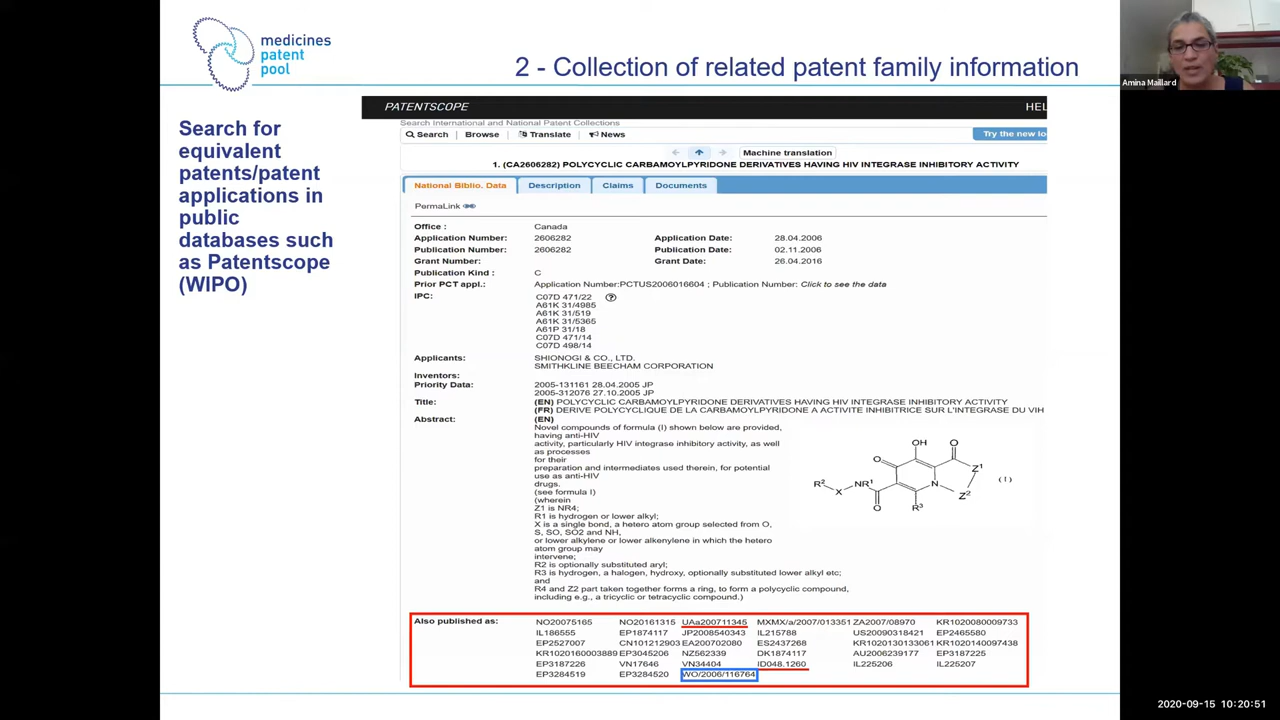 medicines
patent
pool
2 - Collection of related patent family information
Amina Maillard
Search for
equivalent
patents/patent
applications in
public
databases such
as Patentscope
(WIPO)
PATENTSCOPE
HEL
Search International and National Patent Collections
Search Browse Translate News
Try the new lo
Machine translation
1. (CA2606282) POLYCYCLIC CARBAMOYLPYRIDONE DERIVATIVES HAVING HIV INTEGRASE INHIBITORY ACTIVITY
National Biblio. Data Description Claims Documents
PermaLink
Office : Canada
Application Number: 2606282 Application Date: 28.04.2006
Publication Number: 2606282 Publication Date: 02.11.2006
Grant Number: Grant Date: 26.04.2016
Publication Kind : C
Prior PCT appl.: Application Number:PCTUS2006016604 ; Publication Number: Click to see the data
IPC: C07D 471/22 ?
A61K 31/4985
A61K 31/519
A61K 31/5365
A61P 31/18
C07D 471/14
C07D 498/14
Applicants: SHIONOGI & CO., LTD.
SMITHKLINE BEECHAM CORPORATION
Inventors:
Priority Data: 2005-131161 28.04.2005 JP
2005-312076 27.10.2005 JP
Title: (EN) POLYCYCLIC CARBAMOYLPYRIDONE DERIVATIVES HAVING HIV INTEGRASE INHIBITORY ACTIVITY
(FR) DERIVE POLYCYCLIQUE DE LA CARBAMOYLPYRIDONE A ACTIVITE INHIBITRICE SUR L'INTEGRASE DU VIH
Abstract: (EN)
Novel compounds of formula (I) shown below are provided,
having anti-HIV
activity, particularly HIV integrase inhibitory activity, as well
as processes
for their
preparation and intermediates used therein, for potential
use as anti-HIV
drugs.
(see formula I)
(wherein
Z1 is NR4;
R1 is hydrogen or lower alkyl;
X is a single bond, a hetero atom group selected from O,
S, SO, SO2 and NH,
or lower alkylene or lower alkenylene in which the hetero
atom group may
intervene;
R2 is optionally substituted aryl;
R3 is hydrogen, a halogen, hydroxy, optionally substituted lower alkyl etc;
and
R4 and Z2 part taken together forms a ring, to form a polycyclic compound,
including e.g., a tricyclic or tetracyclic compound.)
OH O
O Z¹
R² X NR¹ N Z² ( I )
O R³
Also published as: NO20075165 NO20161315 UAa200711345 MXMX/a/2007/013351 ZA2007/08970 KR1020080009733
IL186555 EP1874117 JP2008540343 IL215788 US20090318421 EP2465580
EP2527007 CN101212903 EA200702080 ES2437268 KR1020130133061 KR1020140097438
KR1020160003889 EP3045206 NZ562339 DK1874117 AU2006239177 EP3187225
EP3187226 VN17646 VN34404 ID048.1260 IL225206 IL225207
EP3284519 EP3284520 WO/2006/116764
2020-09-15 10:20:51